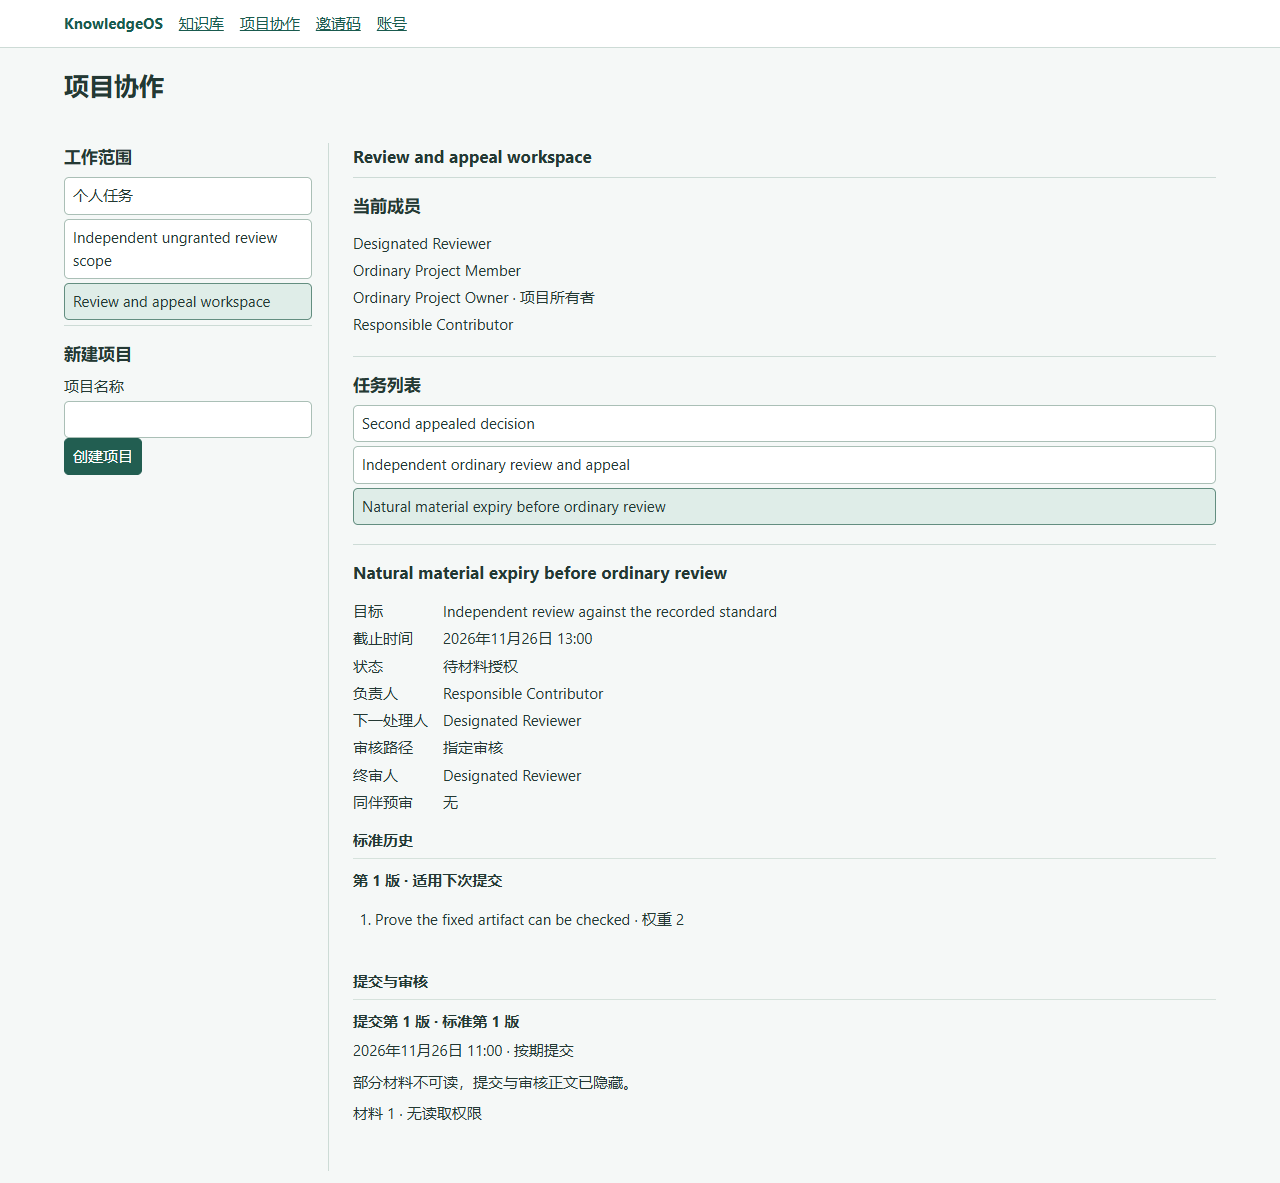 KnowledgeOS 知识库 项目协作 邀请码 账号
项目协作
工作范围
个人任务
Independent ungranted review
scope
Review and appeal workspace
新建项目
项目名称
创建项目
Review and appeal workspace
当前成员
Designated Reviewer
Ordinary Project Member
Ordinary Project Owner · 项目所有者
Responsible Contributor
任务列表
Second appealed decision
Independent ordinary review and appeal
Natural material expiry before ordinary review
Natural material expiry before ordinary review
目标 Independent review against the recorded standard
截止时间 2026年11月26日 13:00
状态 待材料授权
负责人 Responsible Contributor
下一处理人 Designated Reviewer
审核路径 指定审核
终审人 Designated Reviewer
同伴预审 无
标准历史
第 1 版 · 适用下次提交
1. Prove the fixed artifact can be checked · 权重 2
提交与审核
提交第 1 版 · 标准第 1 版
2026年11月26日 11:00 · 按期提交
部分材料不可读，提交与审核正文已隐藏。
材料 1 · 无读取权限